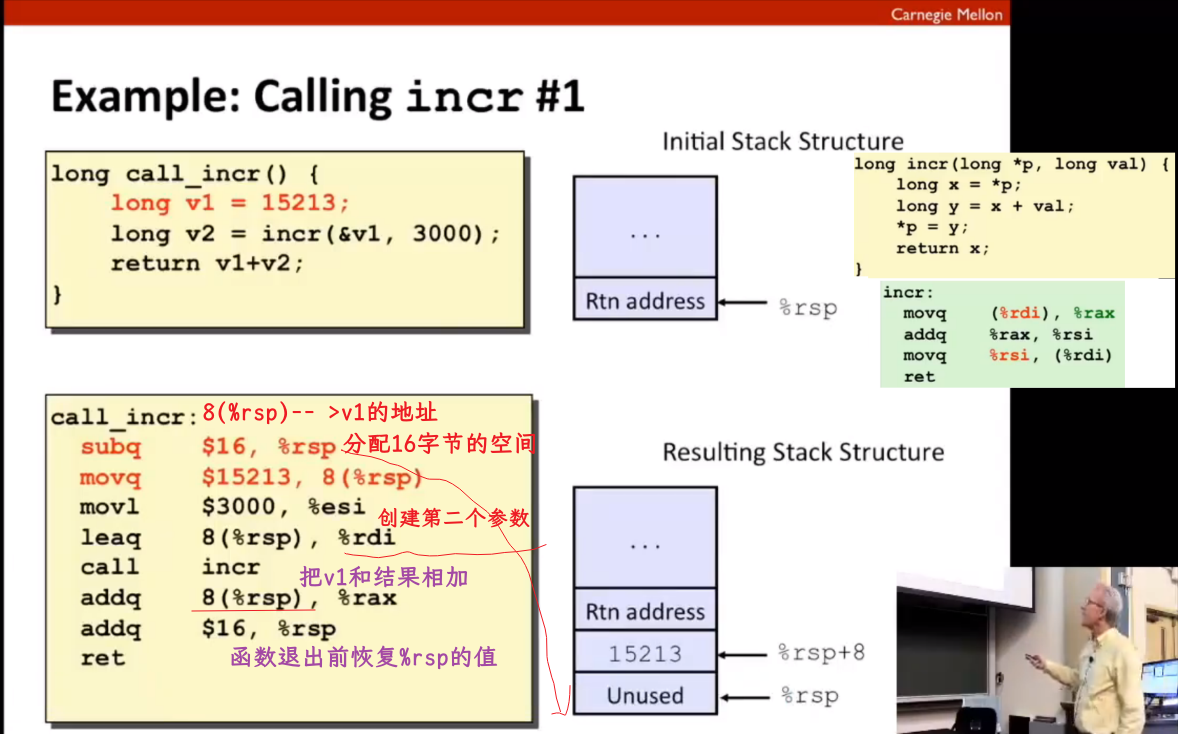 Carnegie Mellon
Example: Calling incr #1
long call_incr() {
    long v1 = 15213;
    long v2 = incr(&v1, 3000);
    return v1+v2;
}
Initial Stack Structure
...
Rtn address
%rsp
long incr(long *p, long val) {
    long x = *p;
    long y = x + val;
    *p = y;
    return x;
}
incr:
  movq    (%rdi), %rax
  addq    %rax, %rsi
  movq    %rsi, (%rdi)
  ret
call_incr: 8(%rsp)-- >v1的地址
  subq    $16, %rsp 分配16字节的空间
  movq    $15213, 8(%rsp)
  movl    $3000, %esi
创建第二个参数
  leaq    8(%rsp), %rdi
  call    incr
把v1和结果相加
  addq    8(%rsp), %rax
  addq    $16, %rsp
  ret
函数退出前恢复%rsp的值
Resulting Stack Structure
...
Rtn address
15213
%rsp+8
Unused
%rsp